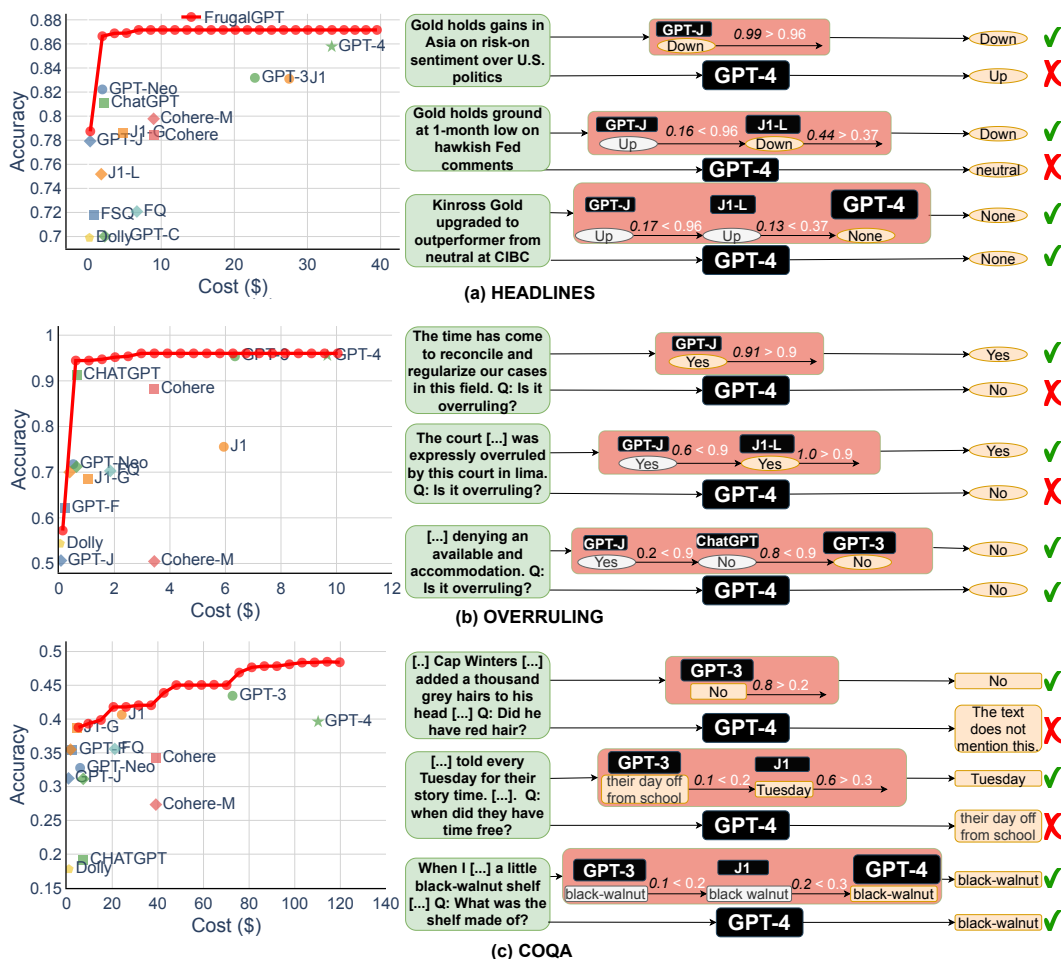 FrugalGPT
GPT-4
GPT-3
J1
GPT-Neo
ChatGPT
Cohere-M
J1-G
Cohere
GPT-J
J1-L
FSQ
FQ
Dolly
GPT-C
0.88
0.86
0.84
0.82
0.8
0.78
0.76
0.74
0.72
0.7
Accuracy
0
10
20
30
40
Cost ($)
Gold holds gains in
Asia on risk-on
sentiment over U.S.
politics
GPT-J
Down
0.99 > 0.96
Down
GPT-4
Up
Gold holds ground
at 1-month low on
hawkish Fed
comments
GPT-J
Up
0.16 < 0.96
J1-L
Down
0.44 > 0.37
Down
GPT-4
neutral
Kinross Gold
upgraded to
outperformer from
neutral at CIBC
GPT-J
Up
0.17 < 0.96
J1-L
Up
0.13 < 0.37
GPT-4
None
None
GPT-4
None
(a) HEADLINES
1
0.9
0.8
0.7
0.6
0.5
Accuracy
GPT-3
GPT-4
CHATGPT
Cohere
J1
GPT-Neo
FQ
J1-G
GPT-F
Dolly
GPT-J
Cohere-M
0
2
4
6
8
10
Cost ($)
The time has come
to reconcile and
regularize our cases
in this field. Q: Is it
overruling?
GPT-J
Yes
0.91 > 0.9
Yes
GPT-4
No
The court [...] was
expressly overruled
by this court in lima.
Q: Is it overruling?
GPT-J
Yes
0.6 < 0.9
J1-L
Yes
1.0 > 0.9
Yes
GPT-4
No
[...] denying an
available and
accommodation. Q:
Is it overruling?
GPT-J
Yes
0.2 < 0.9
ChatGPT
No
0.8 < 0.9
GPT-3
No
No
GPT-4
No
(b) OVERRULING
0.5
0.45
0.4
0.35
0.3
0.25
0.2
0.15
Accuracy
GPT-3
GPT-4
J1
J1-G
GPT-F
FQ
Cohere
GPT-Neo
GPT-J
Cohere-M
CHATGPT
Dolly
0
20
40
60
80
100
120
140
Cost ($)
[..] Cap Winters [...]
added a thousand
grey hairs to his
head [...] Q: Did he
have red hair?
GPT-3
No
0.8 > 0.2
No
GPT-4
The text
does not
mention this.
[...] told every
Tuesday for their
story time. [...]. Q:
when did they have
time free?
GPT-3
their day off
from school
0.1 < 0.2
J1
Tuesday
0.6 > 0.3
Tuesday
GPT-4
their day off
from school
When I [...] a little
black-walnut shelf
[...] Q: What was the
shelf made of?
GPT-3
black-walnut
0.1 < 0.2
J1
black walnut
0.2 < 0.3
GPT-4
black-walnut
black-walnut
GPT-4
black-walnut
(c) COQA